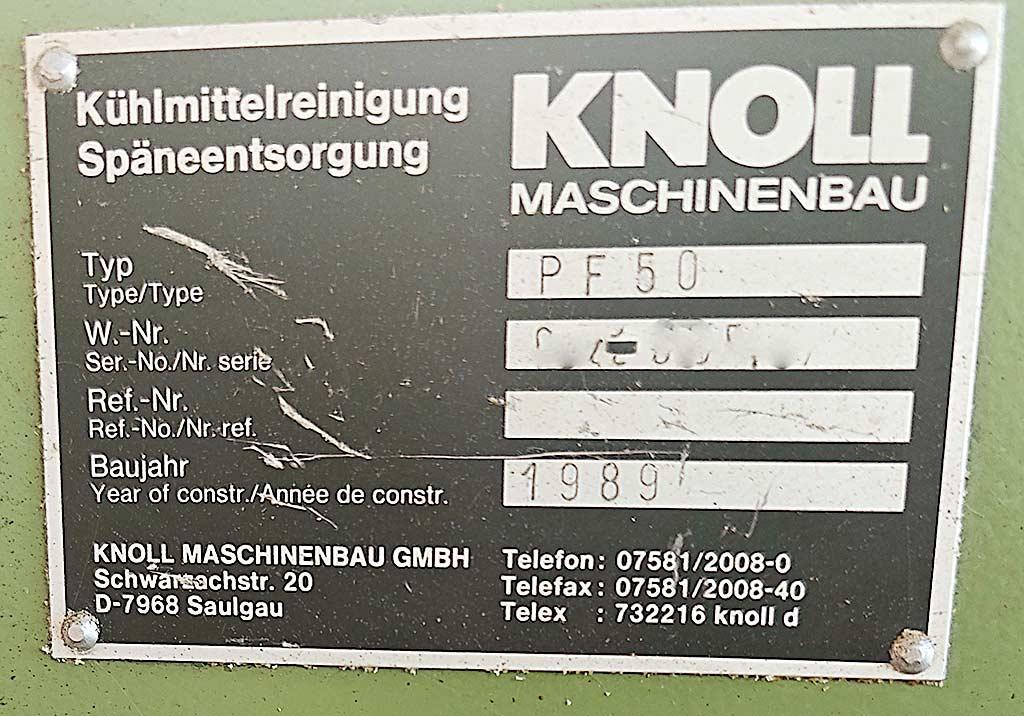 Kühlmittelreinigung
Späneentsorgung
KNOLL
MASCHINENBAU
Typ PF50
Type/Type
W.-Nr.
Ser.-No./Nr. serie
Ref.-Nr.
Ref.-No./Nr. ref.
Baujahr 1989
Year of constr./Année de constr.
KNOLL MASCHINENBAU GMBH
Schwarzachstr. 20
D-7968 Saulgau
Telefon: 07581/2008-0
Telefax: 07581/2008-40
Telex : 732216 knoll d